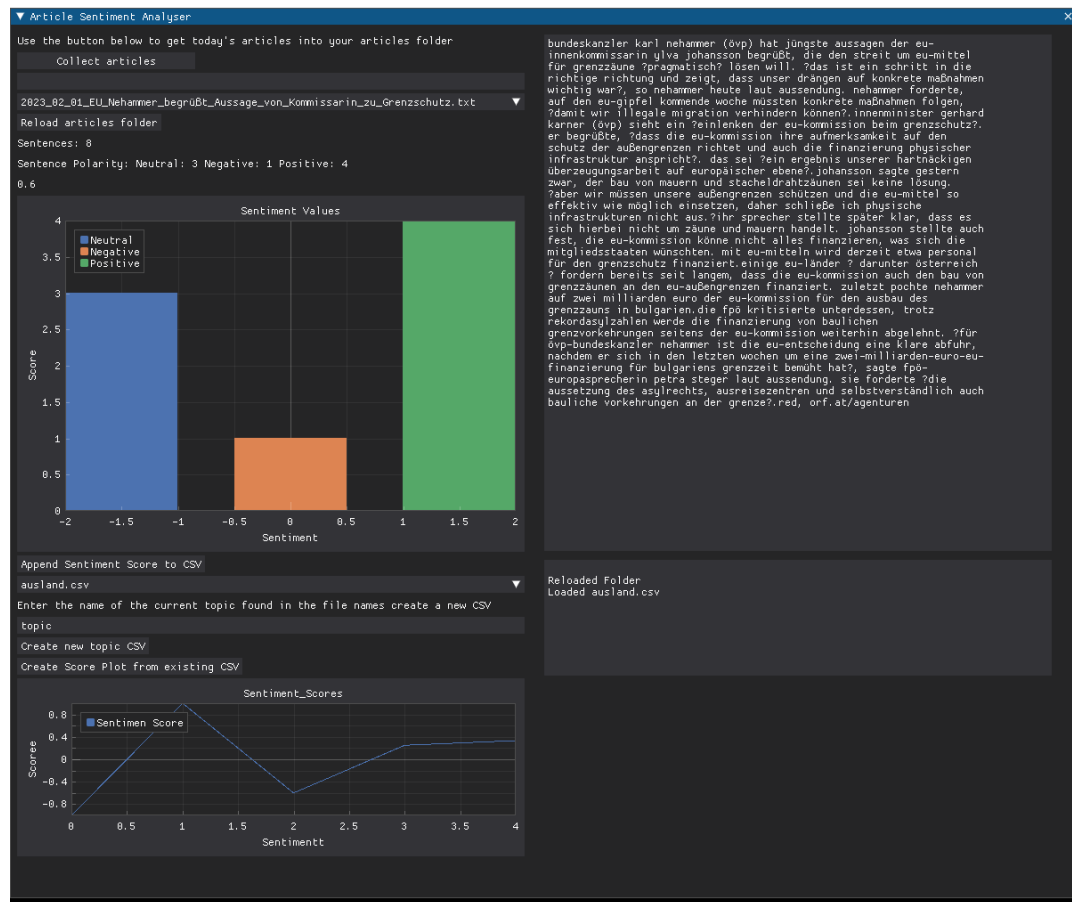 Article Sentiment Analyser
Use the button below to get today's articles into your articles folder
Collect articles
2023_02_01_EU_Nehammer_begrüßt_Aussage_von_Kommissarin_zu_Grenzschutz.txt
Reload articles folder
Sentences: 8
Sentence Polarity: Neutral: 3 Negative: 1 Positive: 4
0.6
Sentiment Values
Neutral
Negative
Positive
4
3.5
3
2.5
2
1.5
1
0.5
0
Score
-2 -1.5 -1 -0.5 0 0.5 1 1.5 2
Sentiment
Append Sentiment Score to CSV
ausland.csv
Enter the name of the current topic found in the file names create a new CSV
topic
Create new topic CSV
Create Score Plot from existing CSV
Sentiment_Scores
Sentimen Score
0.8
0.4
0
-0.4
-0.8
Scoree
0 0.5 1 1.5 2 2.5 3 3.5 4
Sentimentt
bundeskanzler karl nehammer (övp) hat jüngste aussagen der eu-
innenkommissarin ylva johansson begrüßt, die den streit um eu-mittel
für grenzzäune ?pragmatisch? lösen will. ?das ist ein schritt in die
richtige richtung und zeigt, dass unser drängen auf konkrete maßnahmen
wichtig war?, so nehammer heute laut aussendung. nehammer forderte,
auf den eu-gipfel kommende woche müssten konkrete maßnahmen folgen,
?damit wir illegale migration verhindern können?.innenminister gerhard
karner (övp) sieht ein ?einlenken der eu-kommission beim grenzschutz?.
er begrüßte, ?dass die eu-kommission ihre aufmerksamkeit auf den
schutz der außengrenzen richtet und auch die finanzierung physischer
infrastruktur anspricht?. das sei ?ein ergebnis unserer hartnäckigen
überzeugungsarbeit auf europäischer ebene?.johansson sagte gestern
zwar, der bau von mauern und stacheldrahtzäunen sei keine lösung.
?aber wir müssen unsere außengrenzen schützen und die eu-mittel so
effektiv wie möglich einsetzen, daher schließe ich physische
infrastrukturen nicht aus.?ihr sprecher stellte später klar, dass es
sich hierbei nicht um zäune und mauern handelt. johansson stellte auch
fest, die eu-kommission könne nicht alles finanzieren, was sich die
mitgliedsstaaten wünschten. mit eu-mitteln wird derzeit etwa personal
für den grenzschutz finanziert.einige eu-länder ? darunter österreich
? fordern bereits seit langem, dass die eu-kommission auch den bau von
grenzzäunen an den eu-außengrenzen finanziert. zuletzt pochte nehammer
auf zwei milliarden euro der eu-kommission für den ausbau des
grenzzauns in bulgarien.die fpö kritisierte unterdessen, trotz
rekordasylzahlen werde die finanzierung von baulichen
grenzvorkehrungen seitens der eu-kommission weiterhin abgelehnt. ?für
övp-bundeskanzler nehammer ist die eu-entscheidung eine klare abfuhr,
nachdem er sich in den letzten wochen um eine zwei-milliarden-euro-eu-
finanzierung für bulgariens grenzzeit bemüht hat?, sagte fpö-
europasprecherin petra steger laut aussendung. sie forderte ?die
aussetzung des asylrechts, ausreisezentren und selbstverständlich auch
bauliche vorkehrungen an der grenze?.red, orf.at/agenturen
Reloaded Folder
Loaded ausland.csv